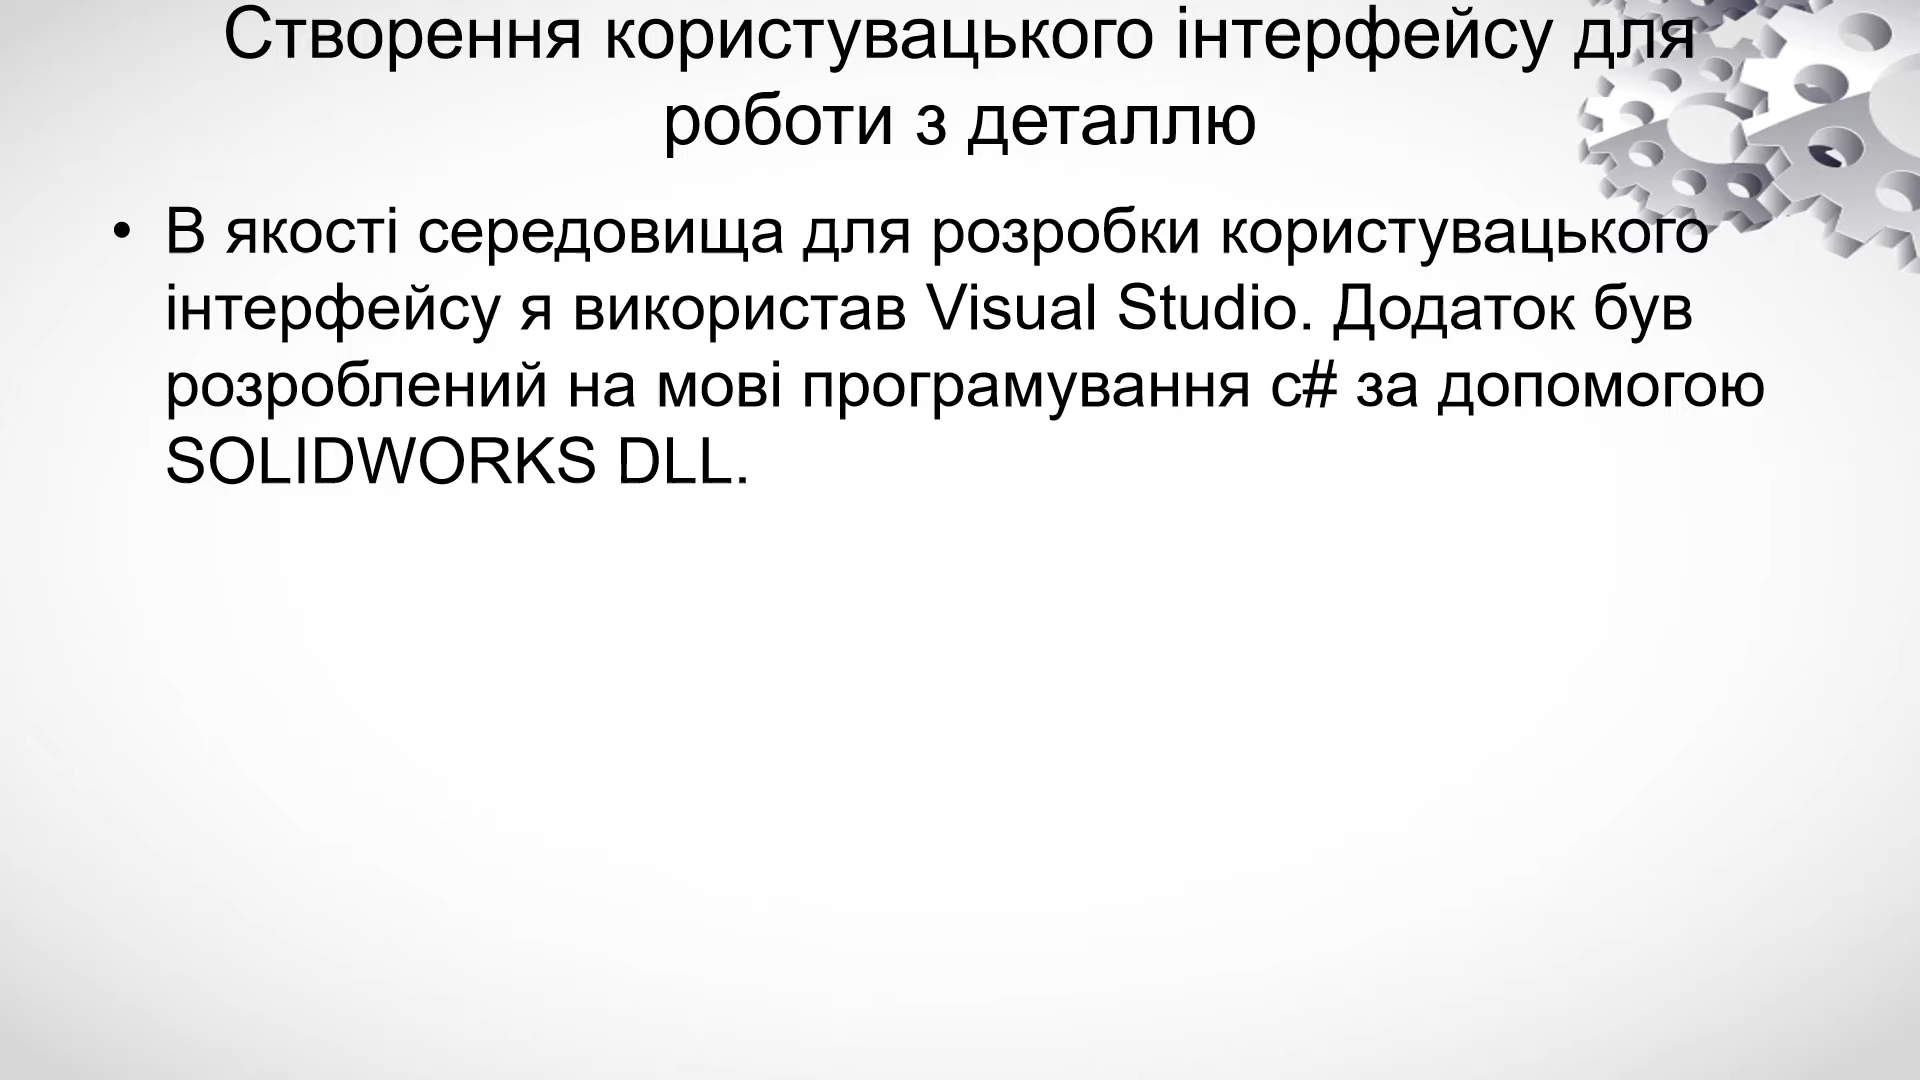 Створення користувацького інтерфейсу для
роботи з деталлю
• В якості середовища для розробки користувацького
інтерфейсу я використав Visual Studio. Додаток був
розроблений на мові програмування c# за допомогою
SOLIDWORKS DLL.